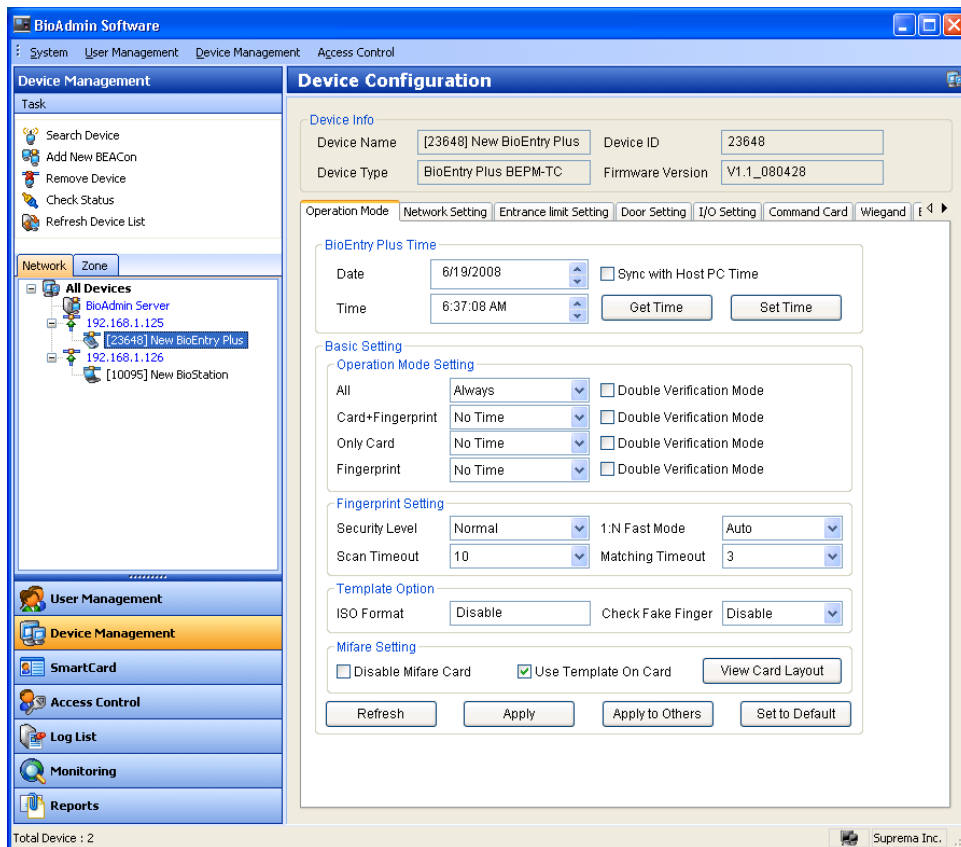 BioAdmin Software
System User Management Device Management Access Control
Device Management
Task
Search Device
Add New BEACon
Remove Device
Check Status
Refresh Device List
Network Zone
All Devices
BioAdmin Server
192.168.1.125
[23648] New BioEntry Plus
192.168.1.126
[10095] New BioStation
User Management
Device Management
SmartCard
Access Control
Log List
Monitoring
Reports
Device Configuration
Device Info
Device Name [23648] New BioEntry Plus Device ID 23648
Device Type BioEntry Plus BEPM-TC Firmware Version V1.1_080428
Operation Mode Network Setting Entrance limit Setting Door Setting I/O Setting Command Card Wiegand
BioEntry Plus Time
Date 6/19/2008 Sync with Host PC Time
Time 6:37:08 AM Get Time Set Time
Basic Setting
Operation Mode Setting
All Always Double Verification Mode
Card+Fingerprint No Time Double Verification Mode
Only Card No Time Double Verification Mode
Fingerprint No Time Double Verification Mode
Fingerprint Setting
Security Level Normal 1:N Fast Mode Auto
Scan Timeout 10 Matching Timeout 3
Template Option
ISO Format Disable Check Fake Finger Disable
Mifare Setting
Disable Mifare Card Use Template On Card View Card Layout
Refresh Apply Apply to Others Set to Default
Total Device : 2 Suprema Inc.